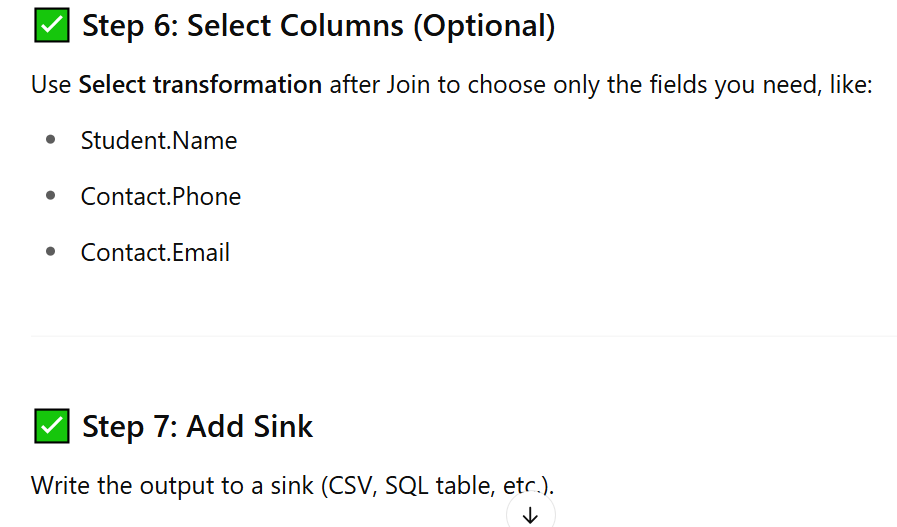 ✅ Step 6: Select Columns (Optional)
Use Select transformation after Join to choose only the fields you need, like:
• Student.Name
• Contact.Phone
• Contact.Email
✅ Step 7: Add Sink
Write the output to a sink (CSV, SQL table, etc.).